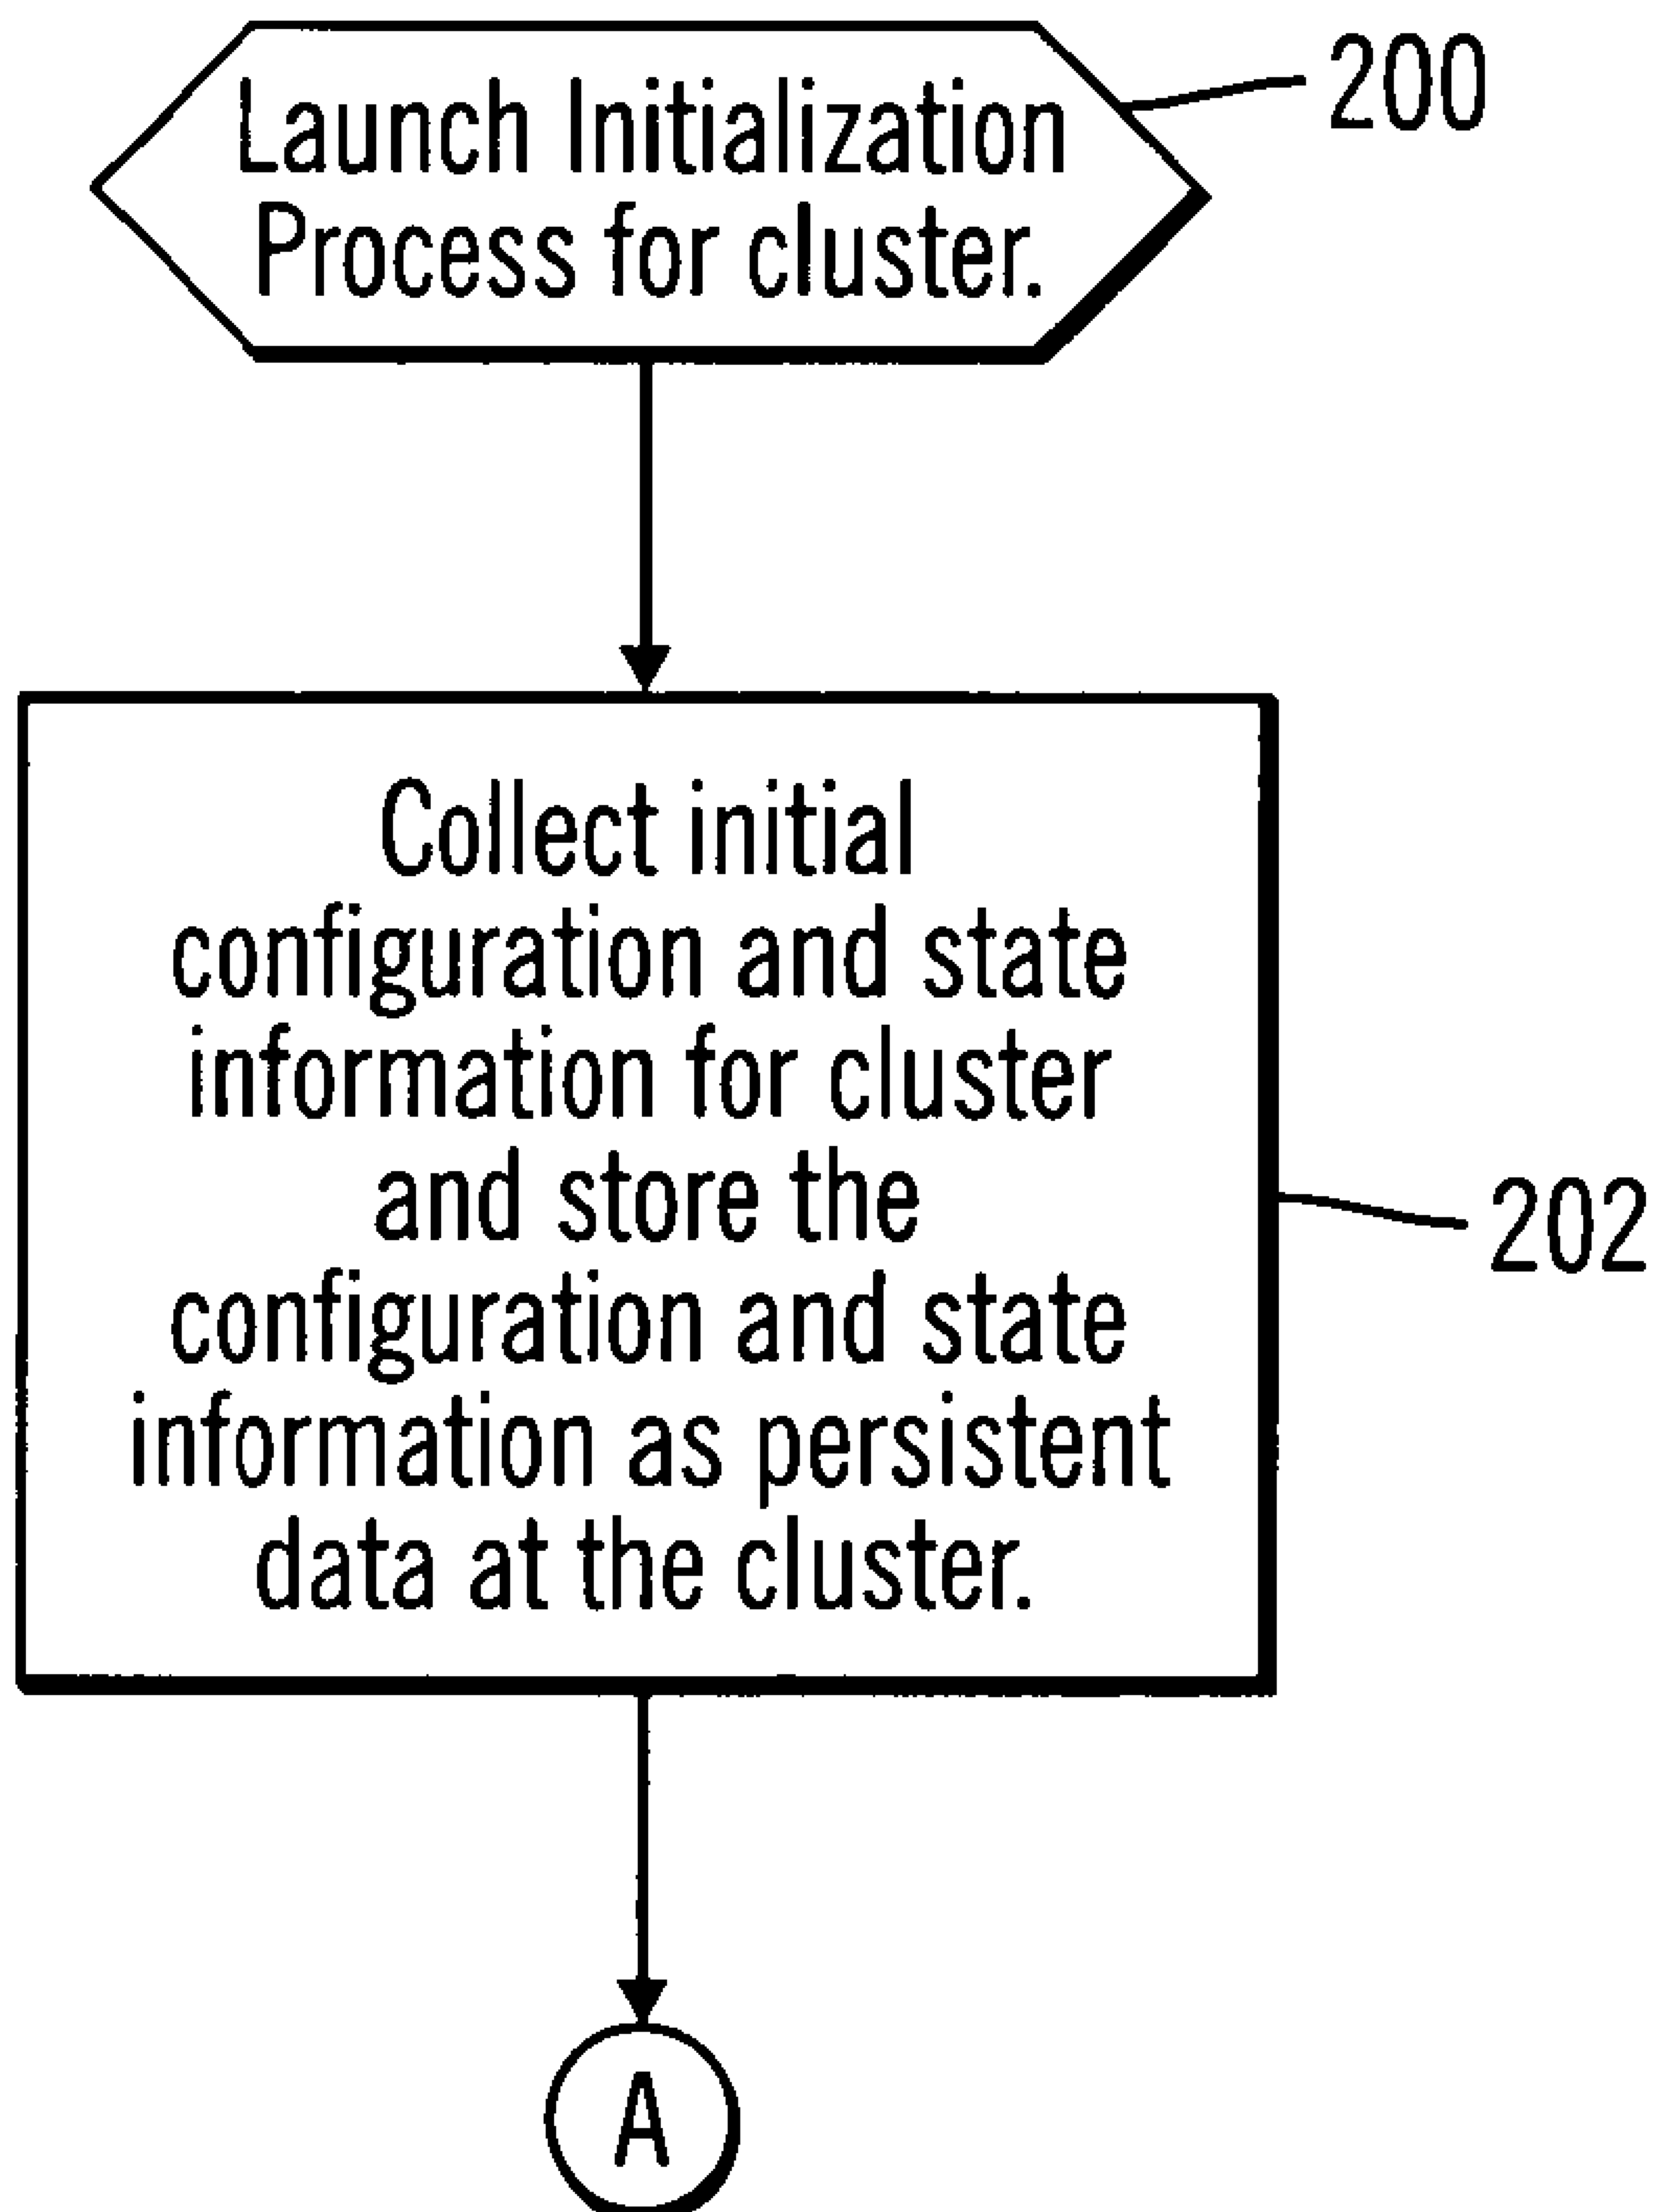 Launch Initialization
Process for cluster.
200
Collect initial
configuration and state
information for cluster
and store the
configuration and state
information as persistent
data at the cluster.
202
A